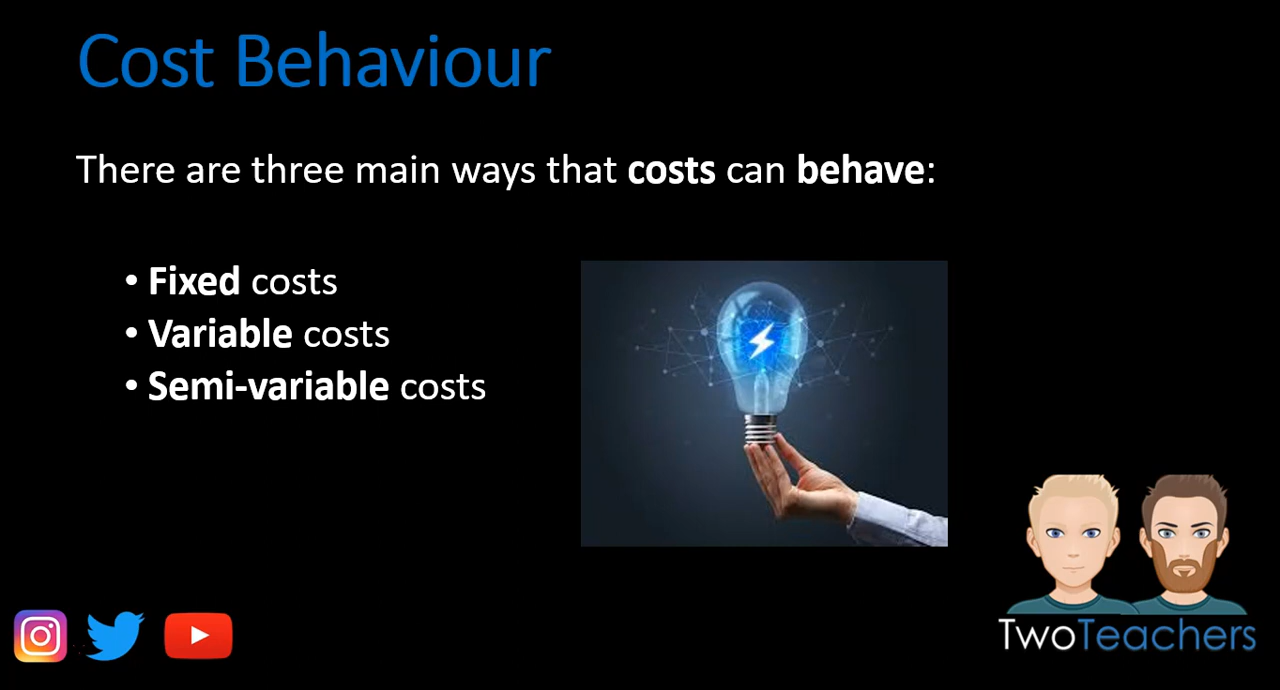 Cost Behaviour
There are three main ways that costs can behave:
• Fixed costs
• Variable costs
• Semi-variable costs
TwoTeachers